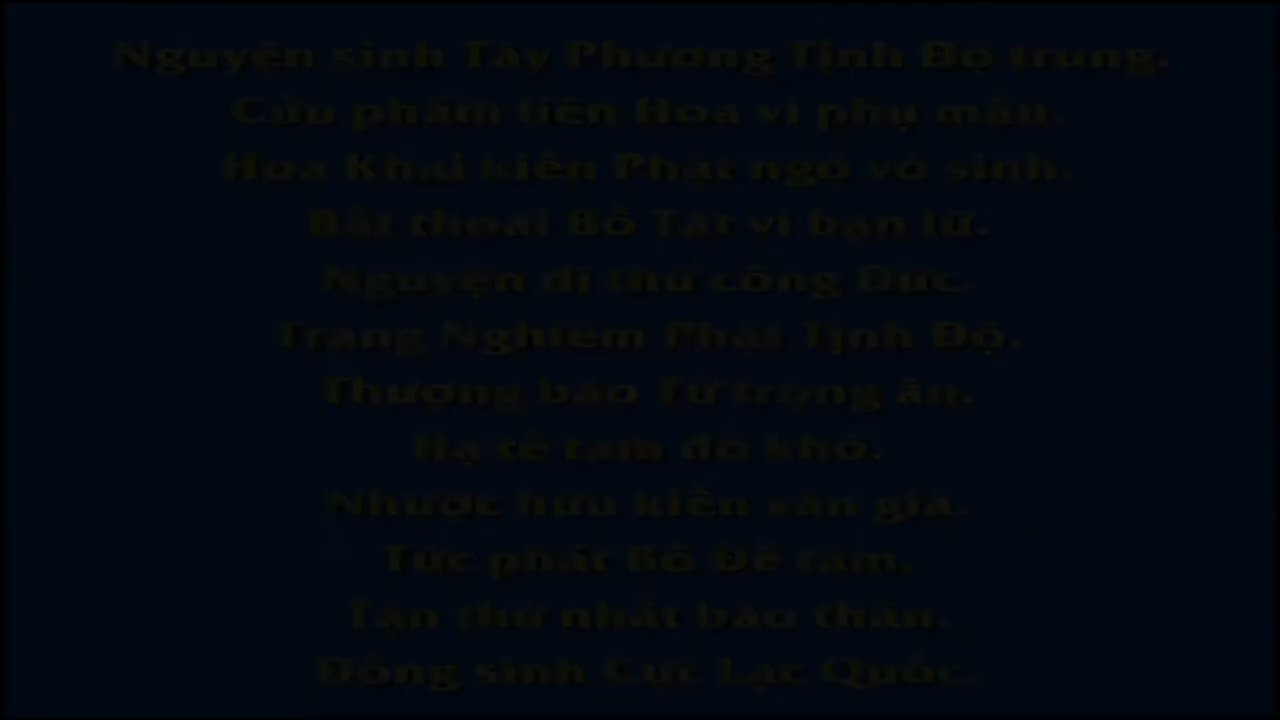 Nguyện sinh Tây Phương Tịnh Độ trung.
Cửu phẩm liên Hoa vi phụ mẫu.
Hoa Khai kiến Phật ngộ vô sinh.
Bất thoái Bồ Tát vi bạn lữ.
Nguyện dĩ thử công Đức.
Trang Nghiêm Phật Tịnh Độ.
Thượng báo Tứ trọng ân.
Hạ tế tam đồ khổ.
Nhược hữu kiến văn giả.
Tức phát Bồ Đề tâm.
Tận thử nhất báo thân.
Đồng sinh Cực Lạc Quốc.